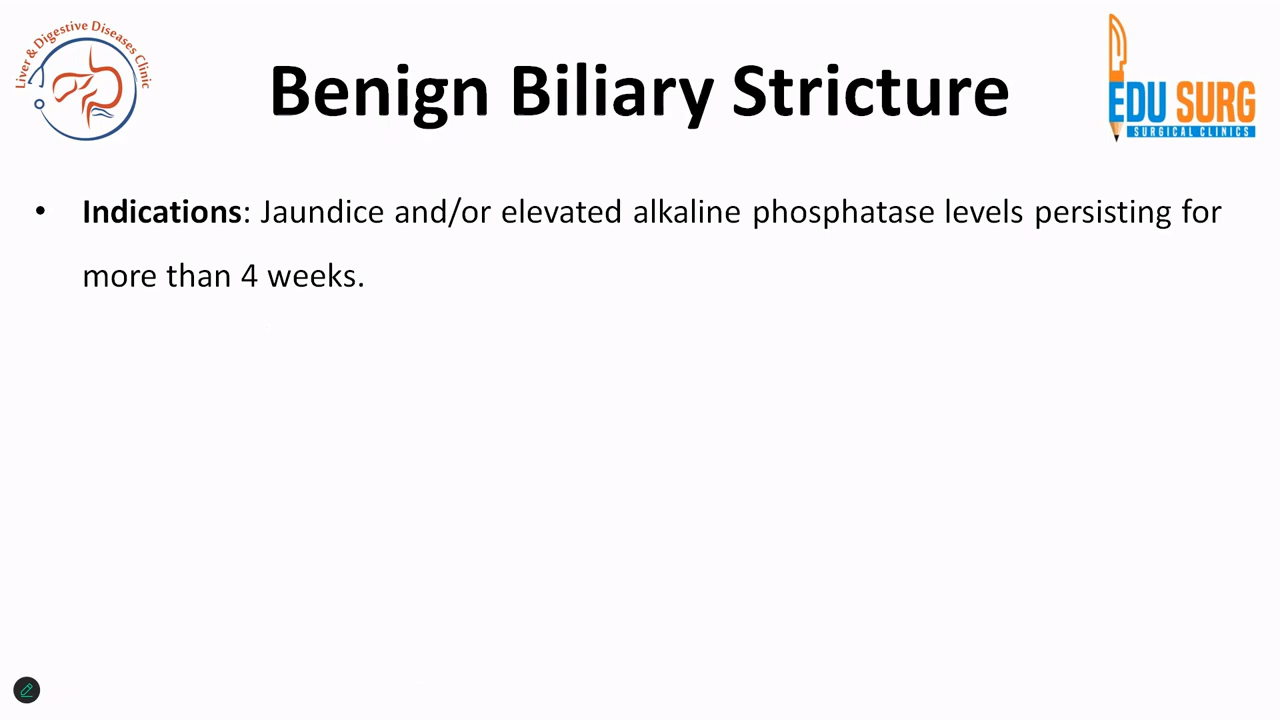 Liver & Digestive Diseases Clinic
Benign Biliary Stricture
EDU SURG
SURGICAL CLINICS
• Indications: Jaundice and/or elevated alkaline phosphatase levels persisting for
more than 4 weeks.